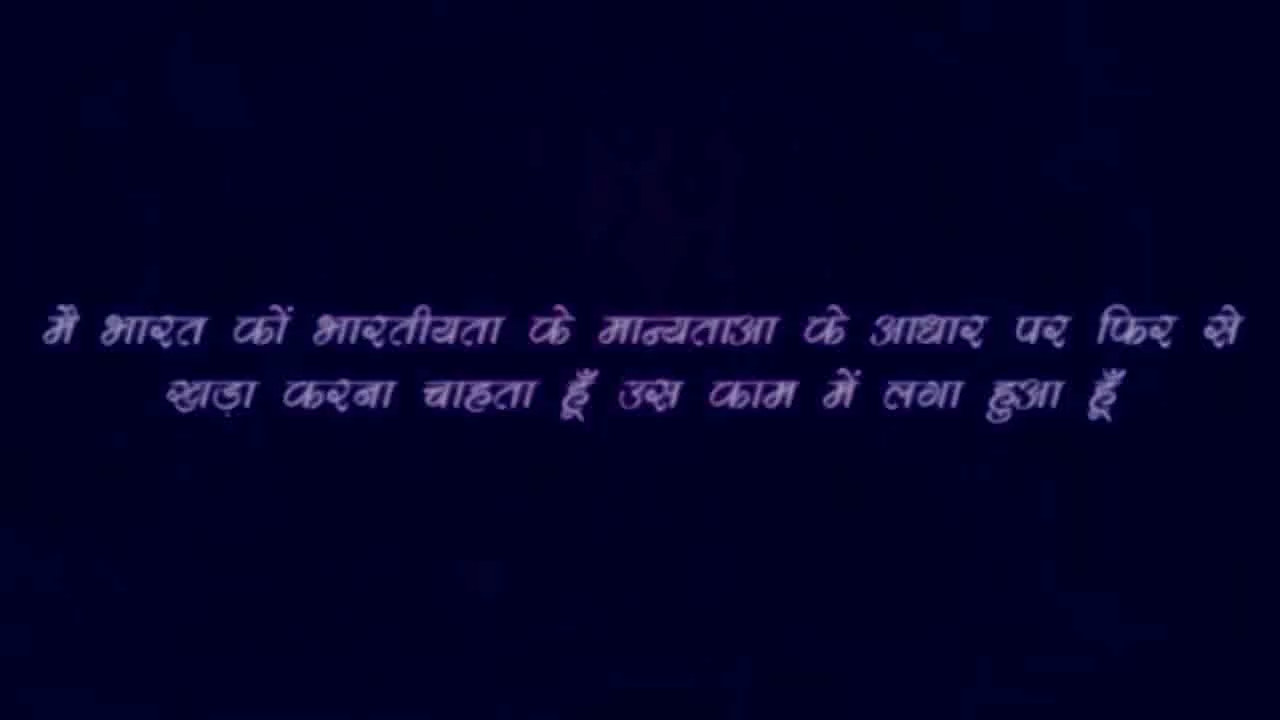 मै भारत कों भारतीयता के मान्यताआ के आधार पर फिर से
खड़ा करना चाहता हूँ उस काम में लगा हुआ हूँ